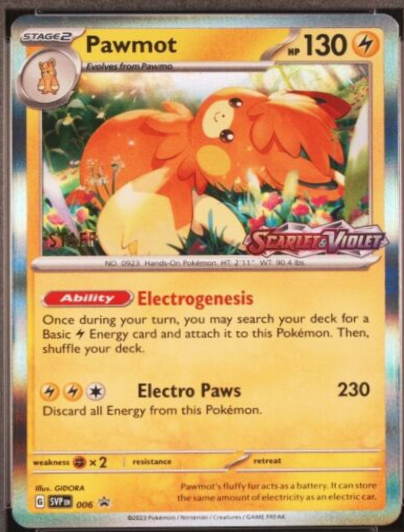 STAGE2 Pawmot HP 130
Evolves from Pawmo
STAFF
SCARLET & VIOLET
NO. 0923 Hands-On Pokémon. HT: 2'11" WT: 90.4 lbs.
Ability Electrogenesis
Once during your turn, you may search your deck for a
Basic Energy card and attach it to this Pokémon. Then,
shuffle your deck.
Electro Paws 230
Discard all Energy from this Pokémon.
weakness ×2 resistance retreat
Illus. GIDORA
G SVP EN 006
Pawmot's fluffy fur acts as a battery. It can store
the same amount of electricity as an electric car.
©2023 Pokémon / Nintendo / Creatures / GAME FREAK